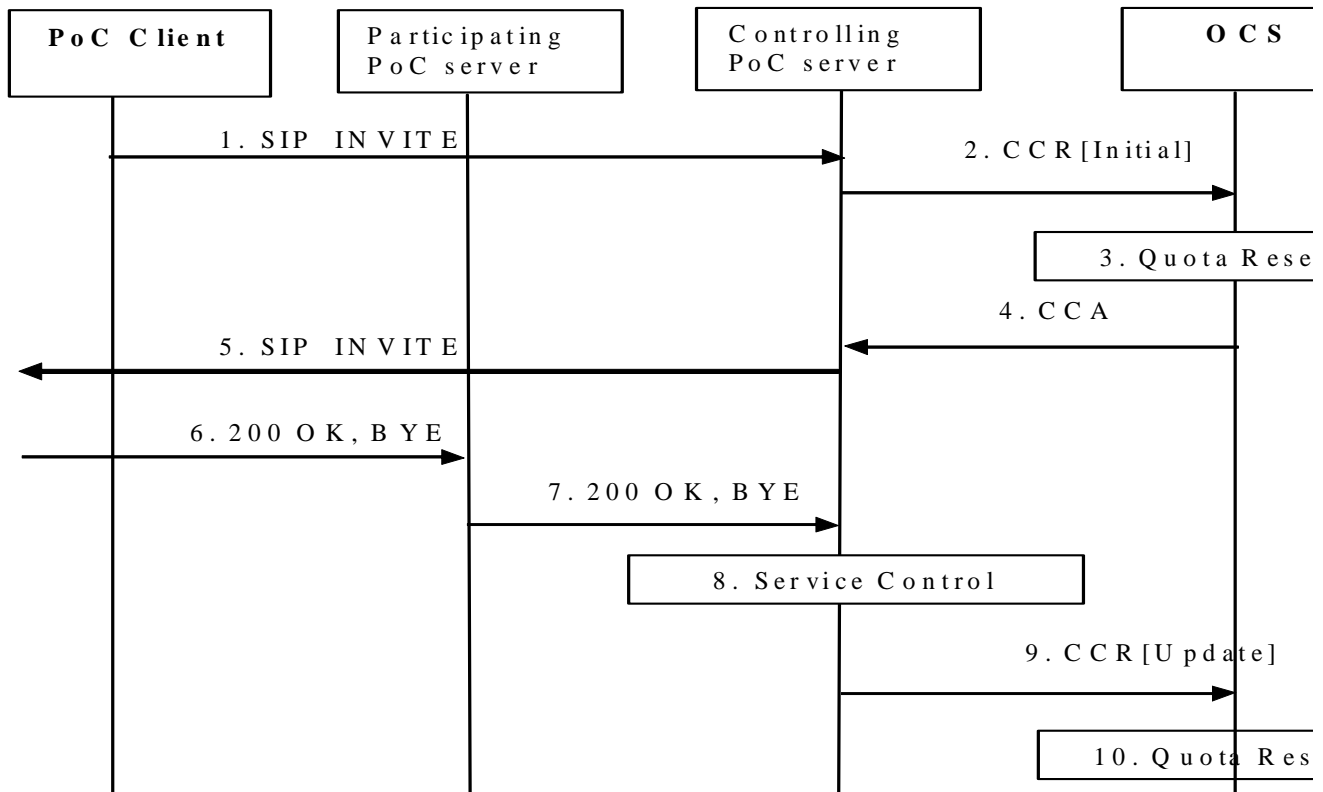 PoC Client
Participating
PoC server
Controlling
PoC server
OCS
1. SIP INVITE
2. CCR[Initial]
3. Quota Rese
4. CCA
5. SIP INVITE
6. 200 OK, BYE
7. 200 OK, BYE
8. Service Control
9. CCR[Update]
10. Quota Res